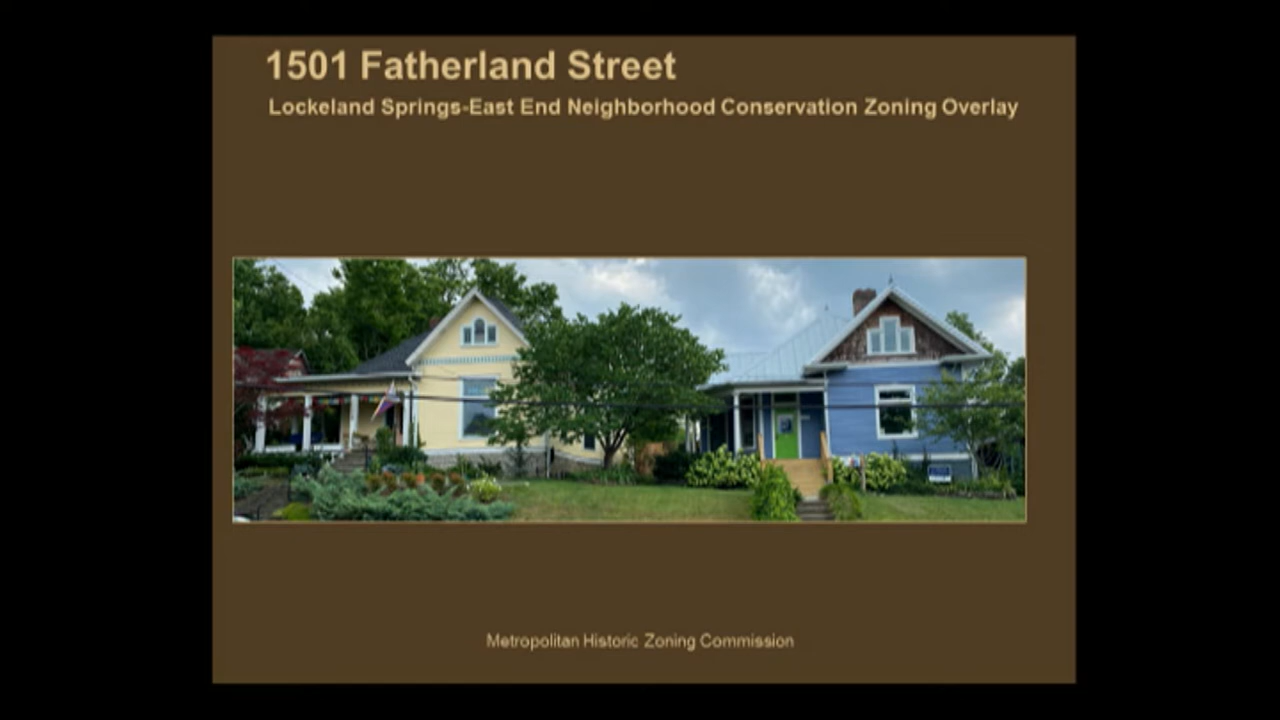 1501 Fatherland Street
Lockeland Springs-East End Neighborhood Conservation Zoning Overlay
Metropolitan Historic Zoning Commission